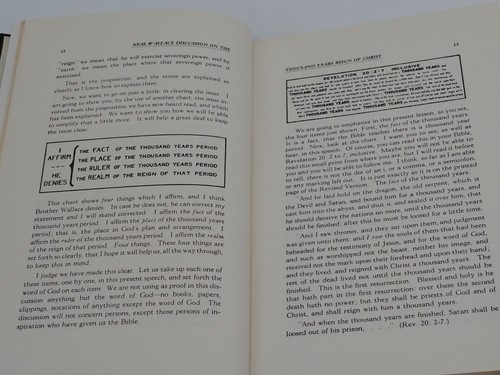 12 NEAL-WALLACE DISCUSSION ON THE
"reign" we mean that he will exercise sovereign power, and by
"earth" we mean the place where that sovereign power is
exercised.
That is the proposition, and the terms are explained as
clearly as I know how to explain them.
Now, we want to go on just a little, in clearing the issue. I
am going to show you, by the use of another chart, the issue in-
volved from the proposition we have now heard read, and which
has been explained. We want to show you how we will be able
to simplify that a little more. It will help a great deal to keep
the issue clear
I AFFIRM
HE DENIES
THE FACT OF THE THOUSAND YEARS PERIOD
THE PLACE OF THE THOUSAND YEARS PERIOD
THE RULER OF THE THOUSAND YEARS PERIOD
THE REALM OF THE REIGN OF THAT PERIOD
This chart shows four things which I affirm, and I think
Brother Wallace denies. In case he does not, he can correct my
statement and I will stand corrected. I affirm the fact of the
thousand years period. I affirm the place of the thousand years
period; that is, the place in God's plan and arrangement. I
affirm the ruler of the thousand years period. I affirm the realm
of the reign of that period. Four things. These four things are
set forth so clearly, that I hope it will help us, all the way through,
to keep this in mind.
I judge we have made this clear. Let us take up each one of
these items, one by one, in this present speech, and set forth the
word of God on each item. We are not using as proof in this dis-
cussion anything but the word of God—no books, papers,
clippings, notations of anything except the word of God. The
discussion will not concern persons, except those persons of in-
spiration who have given us the Bible.
THOUSAND YEARS REIGN OF CHRIST 13
REVELATION 20: 2-7, INCLUSIVE
THOUSAND YEARS
THOUSAND YEARS
THOUSAND YEARS
THOUSAND YEARS
THOUSAND YEARS
We are going to emphasize in this present lesson, as you see,
the four items just shown. First, the fact of the thousand years.
It is a fact, that the Bible teacher there is a thousand years
period. Now, look at the chart. I want you to see, as well as
hear, in this speech. Of course, you can read this in your Bible,
Revelation 20: 2 to 7, inclusive. Maybe you will not be able to
read this small print from where you are, but I will read it to
you and you will be able to follow me. I think, so far as I am able
to tell, there is not the dot of an i, or a comma, or a semicolon,
or any marking left out. It is just exactly as it is on the printed
page of the Revised Version. The fact of the thousand years.
"And he laid hold on the dragon, the old serpent, which is
the Devil and Satan, and bound him for a thousand years, and
cast him into the abyss, and shut it, and sealed it over him, that
he should deceive the nations no more, until the thousand years
should be finished: after this he must be loosed for a little time.
"And I saw thrones, and they sat upon them, and judgment
was given unto them: and I saw the souls of them that had been
beheaded for the testimony of Jesus, and for the word of God,
and such as worshipped not the beast, neither his image, and
received not the mark upon their forehead and upon their hand;
and they lived, and reigned with Christ a thousand years. The
rest of the dead lived not until the thousand years should be
finished. This is the first resurrection. Blessed and holy is he
that hath part in the first resurrection: over these the second
death hath no power; but they shall be priests of God and of
Christ, and shall reign with him a thousand years.
"And when the thousand years are finished, Satan shall be
loosed out of his prison, . . . ." (Rev. 20: 2-7.)